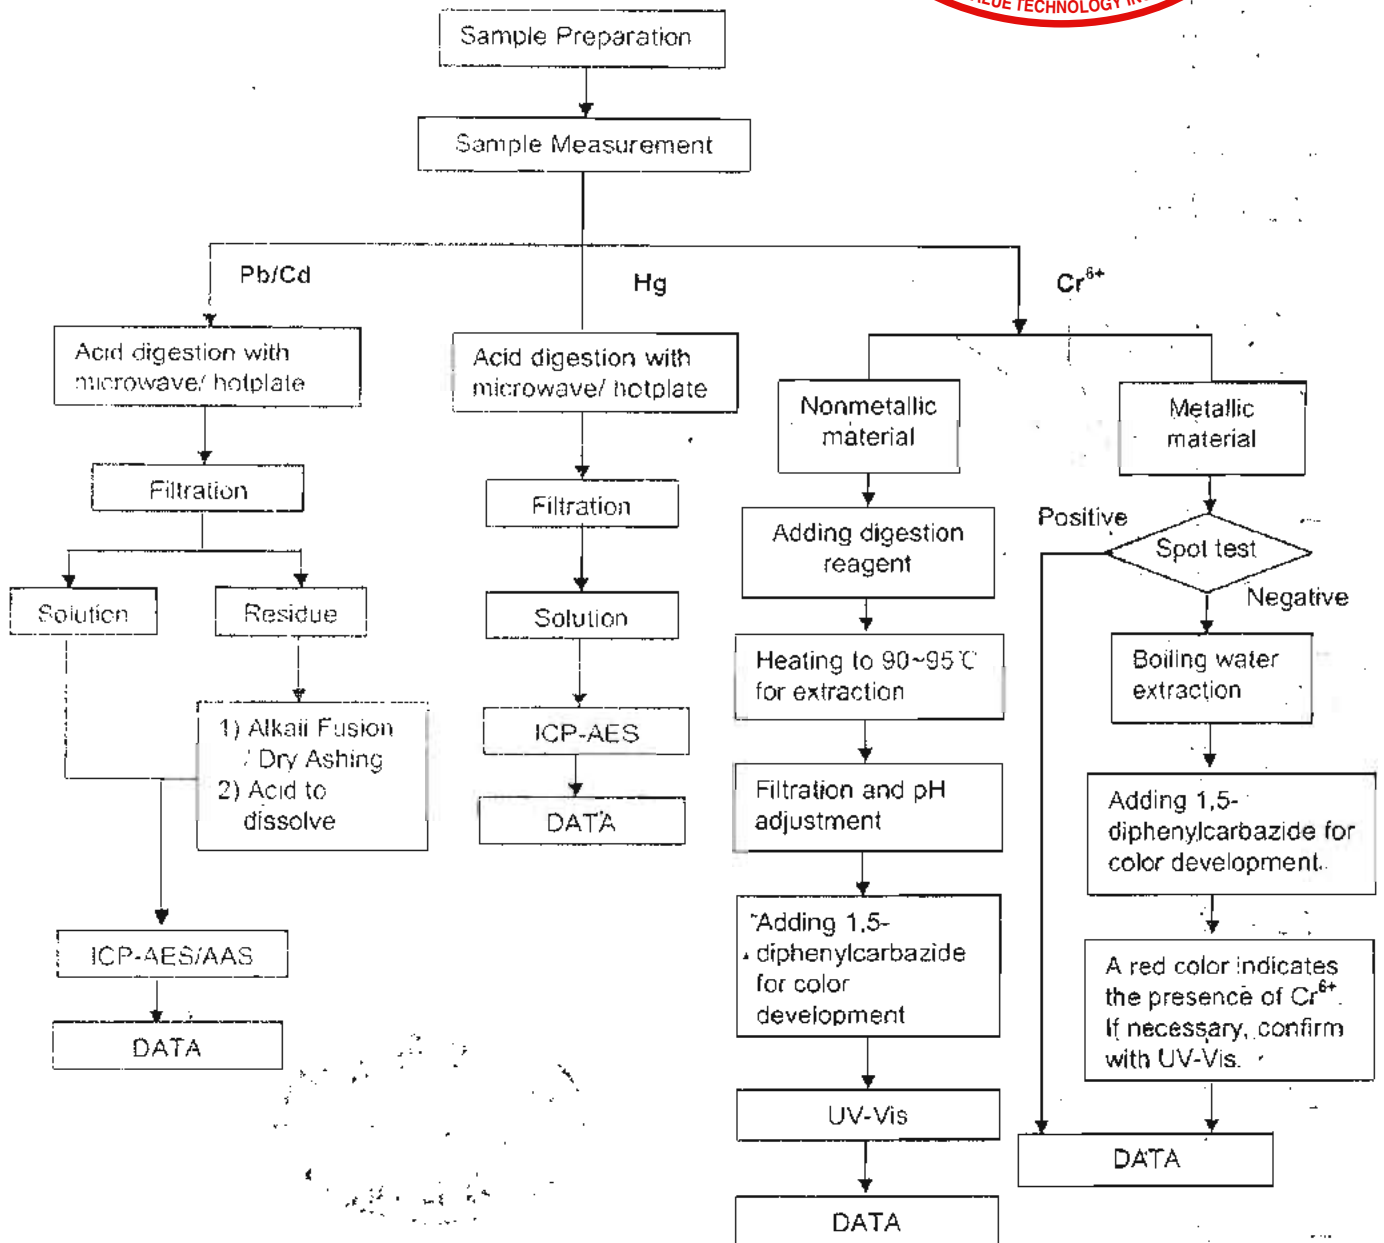 VALUE TECHNOLOGY
Sample Preparation
Sample Measurement
Pb/Cd
Hg
Cr⁶⁺
Acid digestion with
microwave/ hotplate
Filtration
Solution
Residue
1) Alkali Fusion
/ Dry Ashing
2) Acid to
dissolve
ICP-AES/AAS
DATA
Acid digestion with
microwave/ hotplate
Filtration
Solution
ICP-AES
DATA
Nonmetallic
material
Adding digestion
reagent
Heating to 90~95℃
for extraction
Filtration and pH
adjustment
Adding 1,5-
diphenylcarbazide
for color
development
UV-Vis
DATA
Metallic
material
Positive
Spot test
Negative
Boiling water
extraction
Adding 1,5-
diphenylcarbazide for
color development.
A red color indicates
the presence of Cr⁶⁺.
If necessary, confirm
with UV-Vis.
DATA